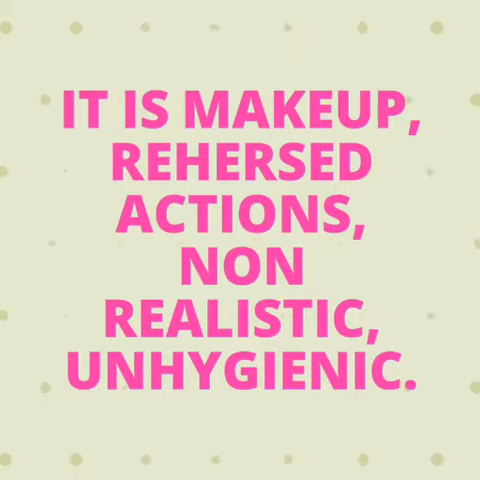 IT IS MAKEUP,
REHERSED
ACTIONS,
NON
REALISTIC,
UNHYGIENIC.